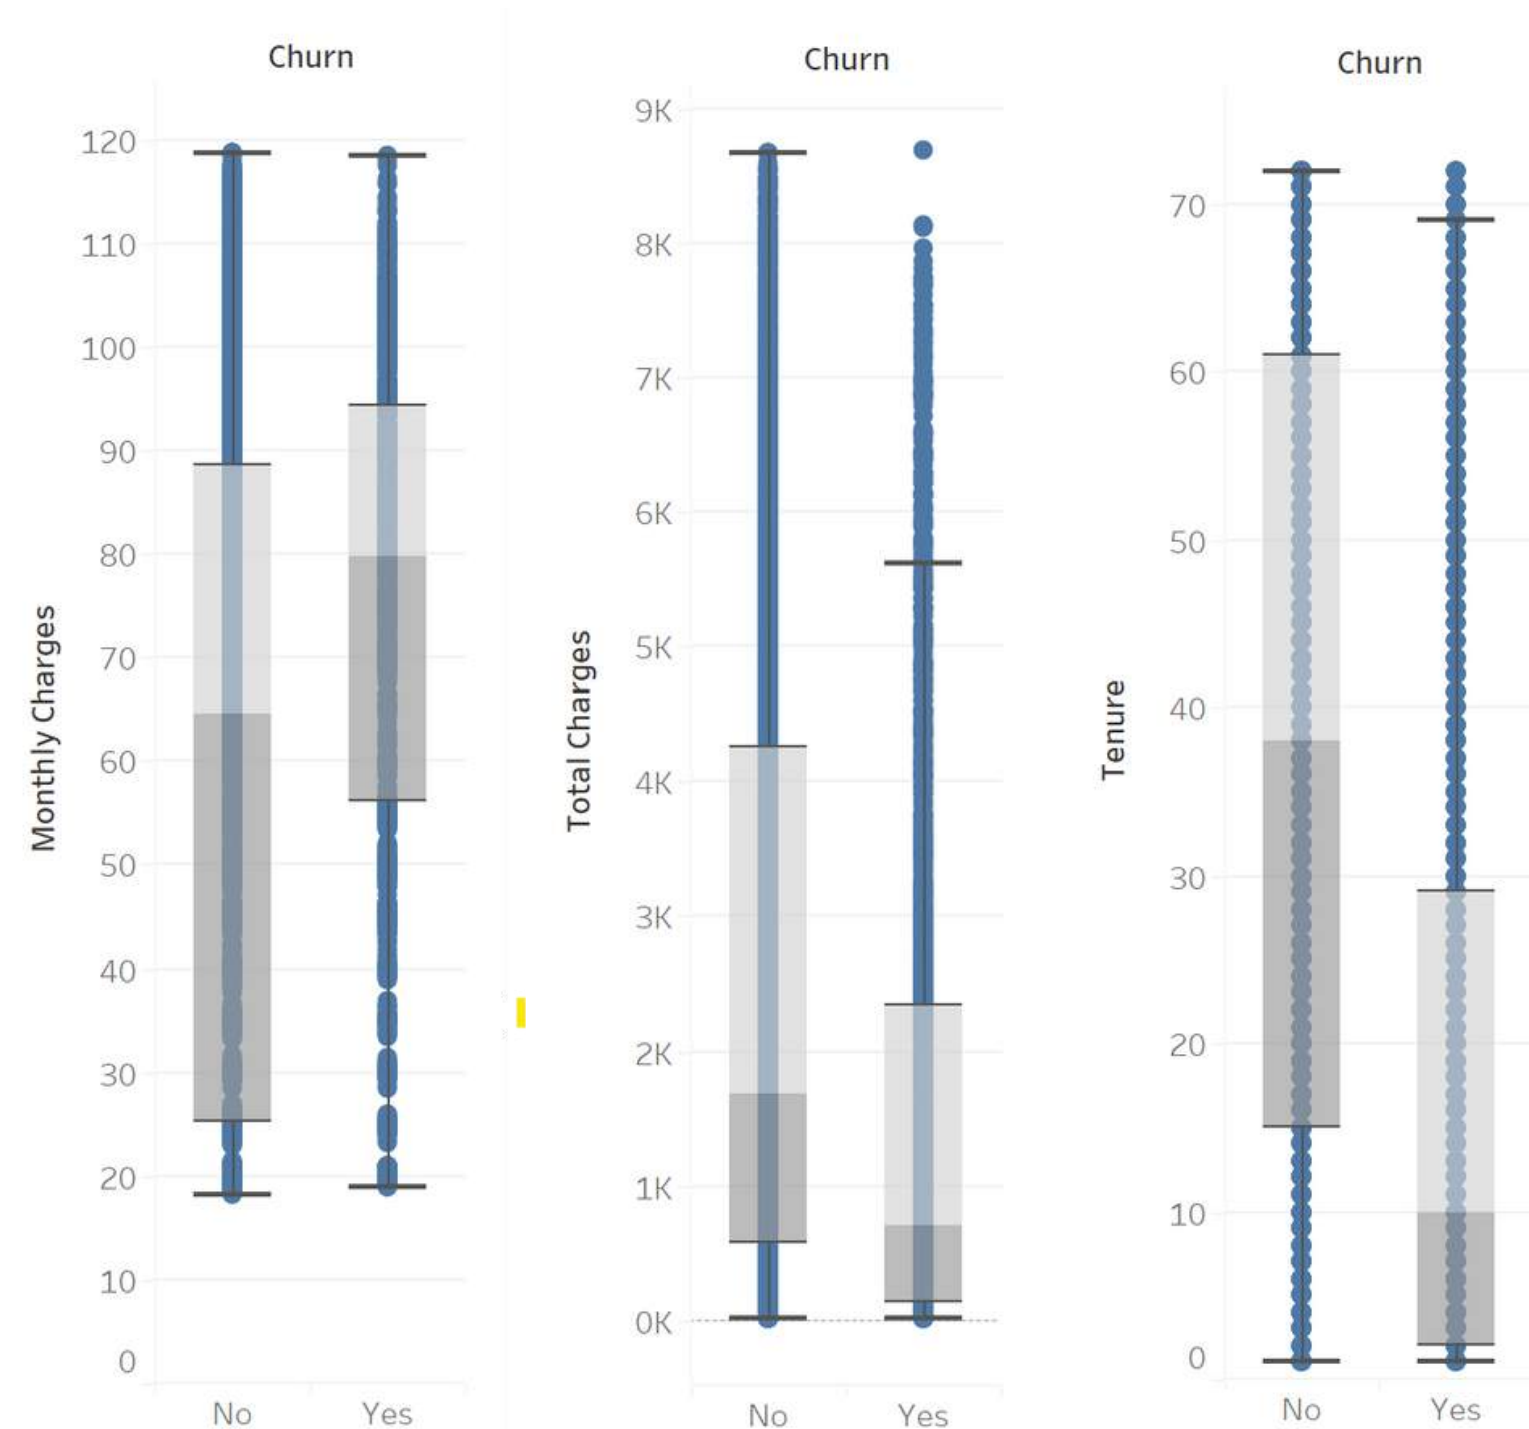 Churn
Monthly Charges
120
110
100
90
80
70
60
50
40
30
20
10
0
No
Yes
Churn
Total Charges
9K
8K
7K
6K
5K
4K
3K
2K
1K
0K
No
Yes
Churn
Tenure
70
60
50
40
30
20
10
0
No
Yes